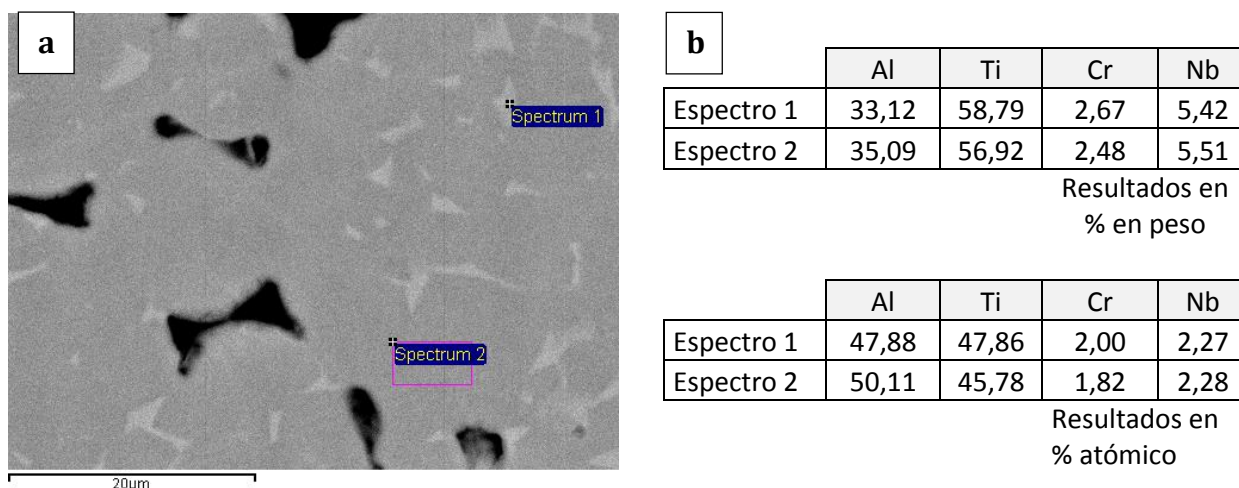 a
Spectrum 1
Spectrum 2
20um
b
Al Ti Cr Nb
Espectro 1 33,12 58,79 2,67 5,42
Espectro 2 35,09 56,92 2,48 5,51
Resultados en
% en peso
Al Ti Cr Nb
Espectro 1 47,88 47,86 2,00 2,27
Espectro 2 50,11 45,78 1,82 2,28
Resultados en
% atómico